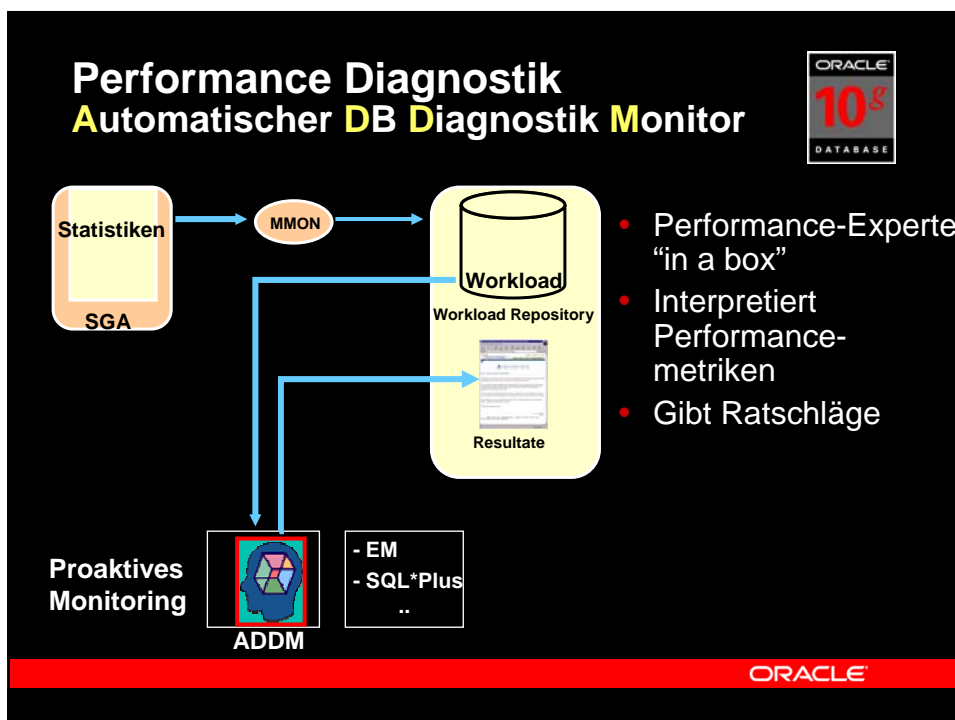 Performance Diagnostik
Automatischer DB Diagnostik Monitor
ORACLE
10g
DATABASE
Statistiken
SGA
MMON
Workload
Workload Repository
Resultate
• Performance-Experte
“in a box”
• Interpretiert
Performance-
metriken
• Gibt Ratschläge
Proaktives
Monitoring
ADDM
- EM
- SQL*Plus
..
ORACLE